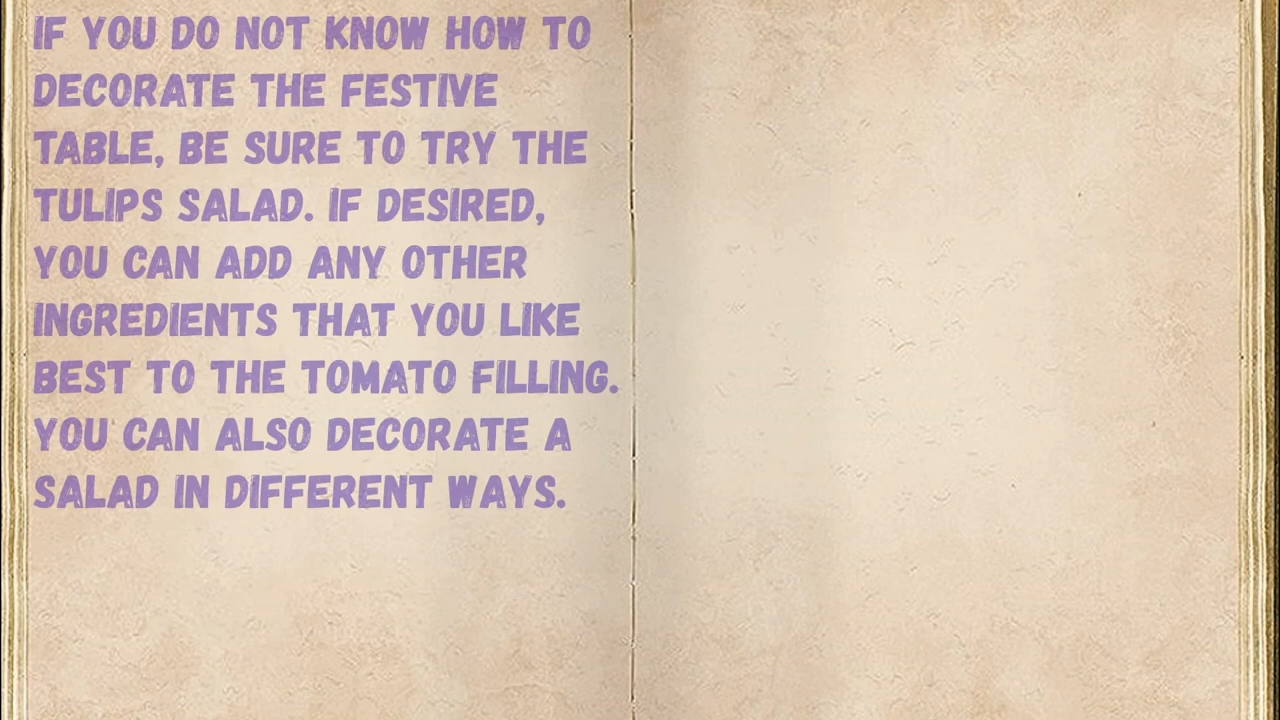 IF YOU DO NOT KNOW HOW TO
DECORATE THE FESTIVE
TABLE, BE SURE TO TRY THE
TULIPS SALAD. IF DESIRED,
YOU CAN ADD ANY OTHER
INGREDIENTS THAT YOU LIKE
BEST TO THE TOMATO FILLING.
YOU CAN ALSO DECORATE A
SALAD IN DIFFERENT WAYS.